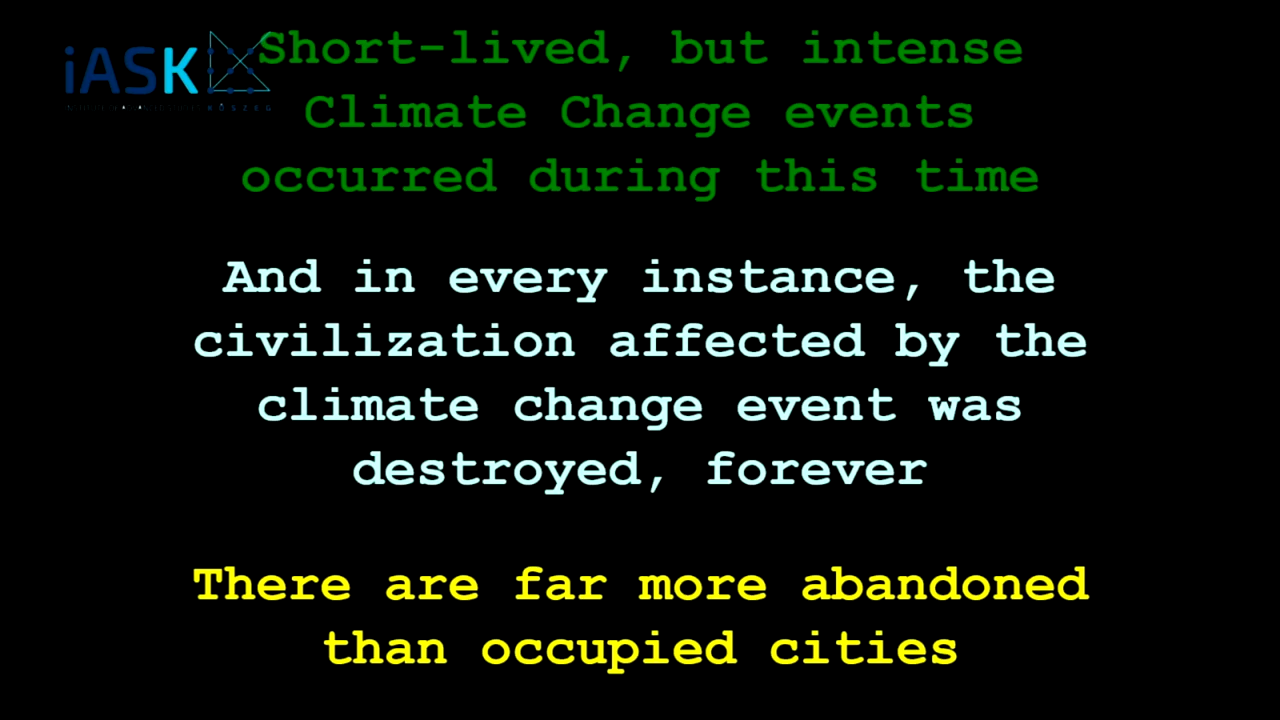 iASK
Short-lived, but intense
Climate Change events
occurred during this time
And in every instance, the
civilization affected by the
climate change event was
destroyed, forever
There are far more abandoned
than occupied cities